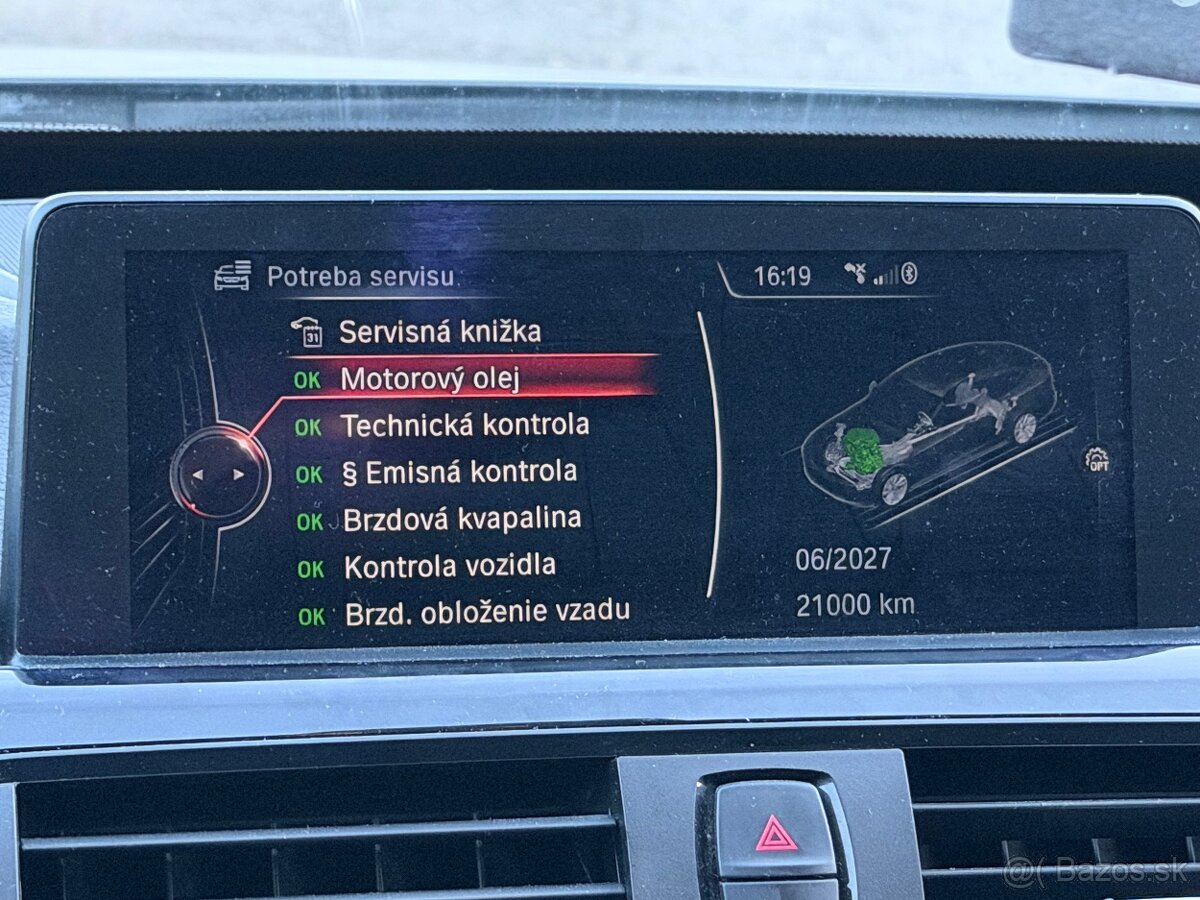 Potreba servisu
16:19
31 Servisná knižka
OK Motorový olej
OK Technická kontrola
OK § Emisná kontrola
OK Brzdová kvapalina
OK Kontrola vozidla
OK Brzd. obloženie vzadu
OPT
06/2027
21000 km
@( Bazos.sk